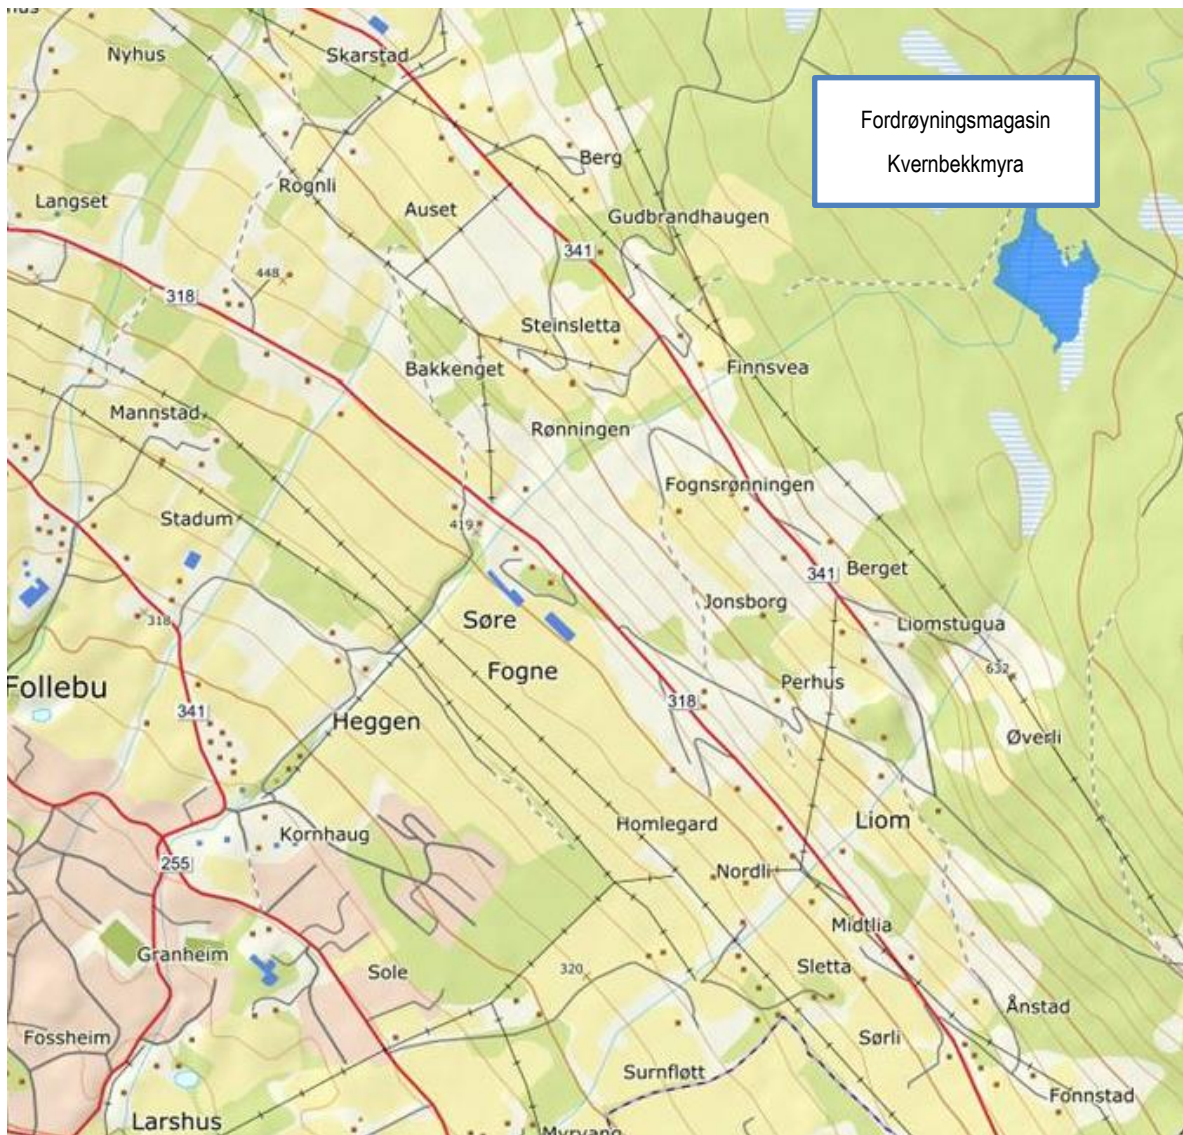 Nyhus
Skarstad
Fordrøyningsmagasin
Kvernbekkmyra
Berg
Rognli
Langset
Auset
Gudbrandhaugen
341
448
318
Steinsletta
Bakkenget
Finnsvea
Mannstad
Rønningen
Fognsrønningen
Stadum
419
341
Berget
Jonsborg
318
Søre
Fogne
Liomstugua
632
Perhus
Follebu
341
318
Heggen
Øverli
Kornhaug
Homlegard
Liom
255
Nordli
Midtlia
Granheim
Sole
320
Sletta
Ånstad
Fossheim
Sørli
Surnfløtt
Fonnstad
Larshus
Myrvang